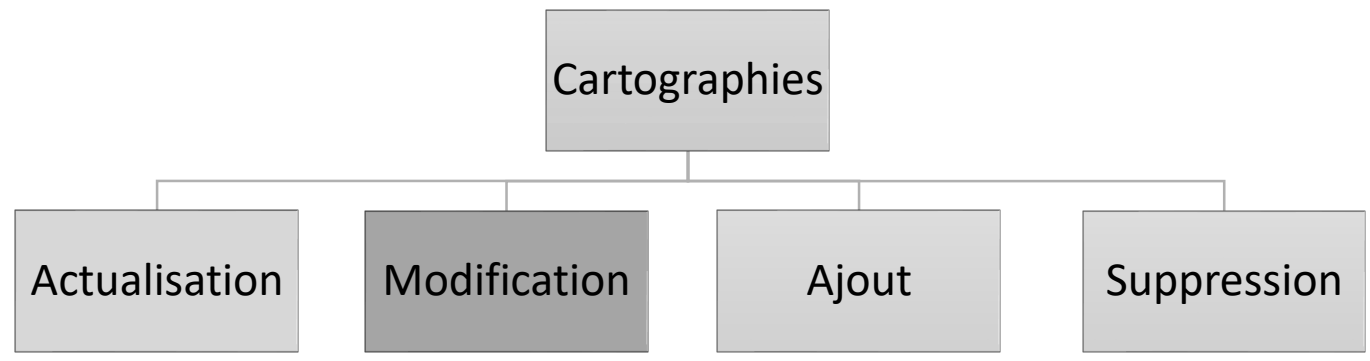 Cartographies
Actualisation
Modification
Ajout
Suppression